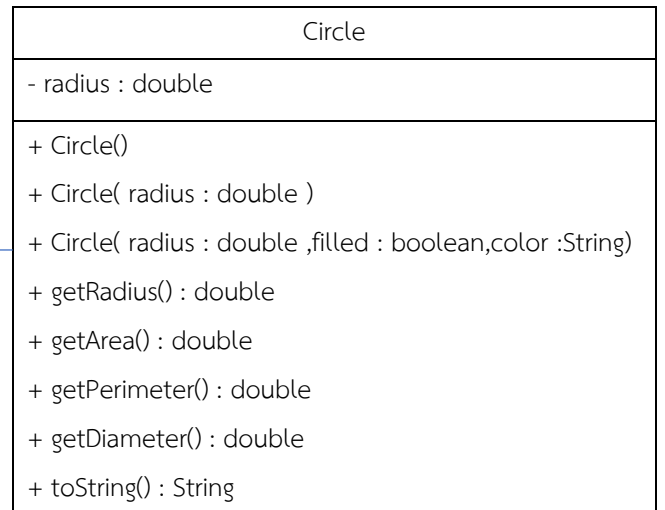 Circle
- radius : double
+ Circle()
+ Circle( radius : double )
+ Circle( radius : double ,filled : boolean,color :String)
+ getRadius() : double
+ getArea() : double
+ getPerimeter() : double
+ getDiameter() : double
+ toString() : String